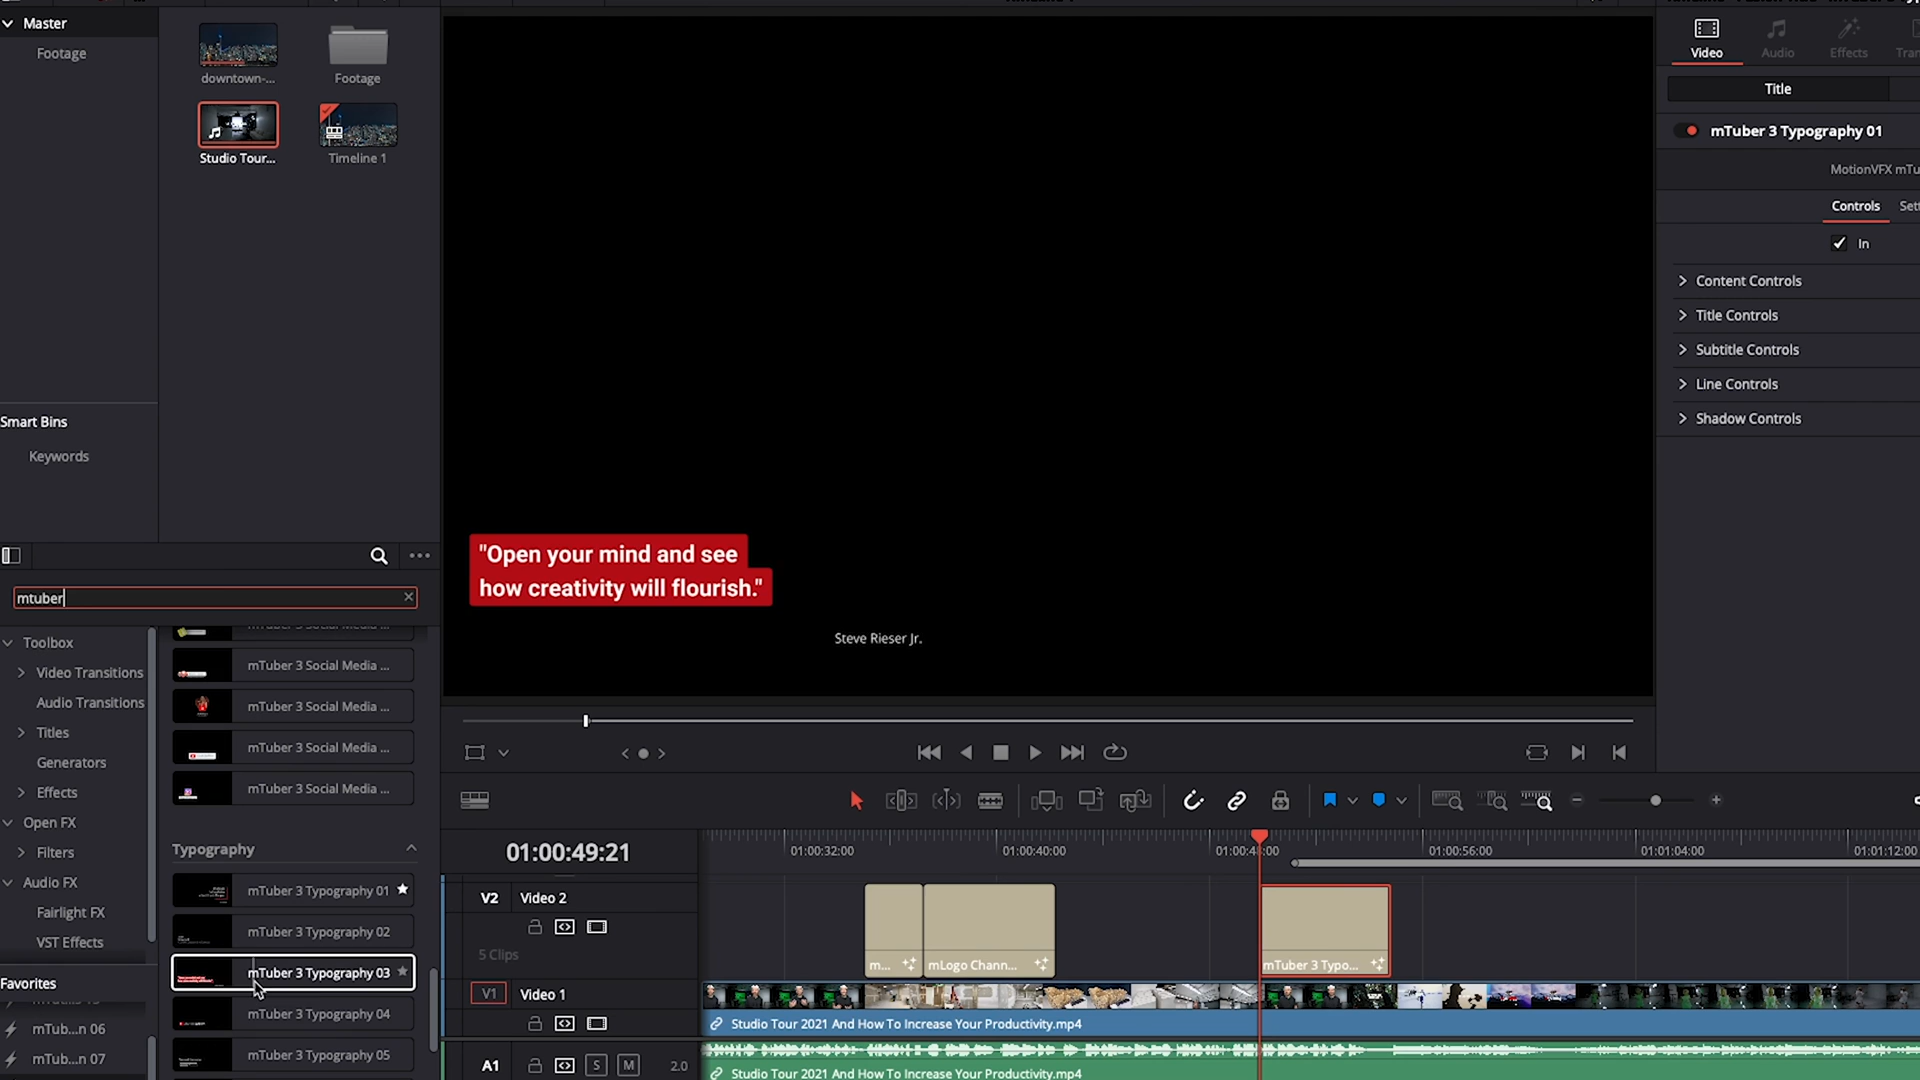 Master
Footage
downtown-...
Footage
Studio Tour...
Timeline 1
Smart Bins
Keywords
mtuber
Toolbox
Video Transitions
Audio Transitions
Titles
Generators
Effects
Open FX
Filters
Audio FX
Fairlight FX
VST Effects
Favorites
mTub...n 06
mTub...n 07
mTuber 3 Social Media ...
mTuber 3 Social Media ...
mTuber 3 Social Media ...
mTuber 3 Social Media ...
Typography
mTuber 3 Typography 01
mTuber 3 Typography 02
mTuber 3 Typography 03
mTuber 3 Typography 04
mTuber 3 Typography 05
"Open your mind and see
how creativity will flourish."
Steve Rieser Jr.
Video
Audio
Effects
Tran
Title
mTuber 3 Typography 01
MotionVFX mTu
Controls
Sett
In
Content Controls
Title Controls
Subtitle Controls
Line Controls
Shadow Controls
01:00:49:21
01:00:32:00
01:00:40:00
01:00:48:00
01:00:56:00
01:01:04:00
01:01:12:00
V2
Video 2
5 Clips
m...
mLogo Chann...
mTuber 3 Typo...
V1
Video 1
Studio Tour 2021 And How To Increase Your Productivity.mp4
A1
S
M
2.0
Studio Tour 2021 And How To Increase Your Productivity.mp4